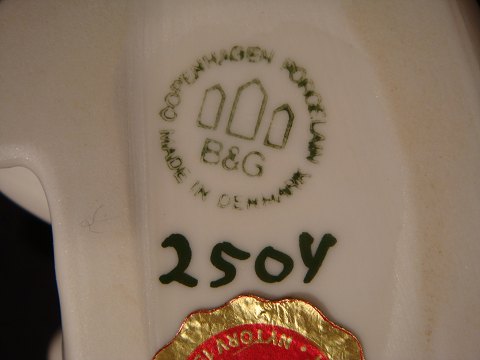 COPENHAGEN PORCELAIN
B&G
MADE IN DENMARK
2504